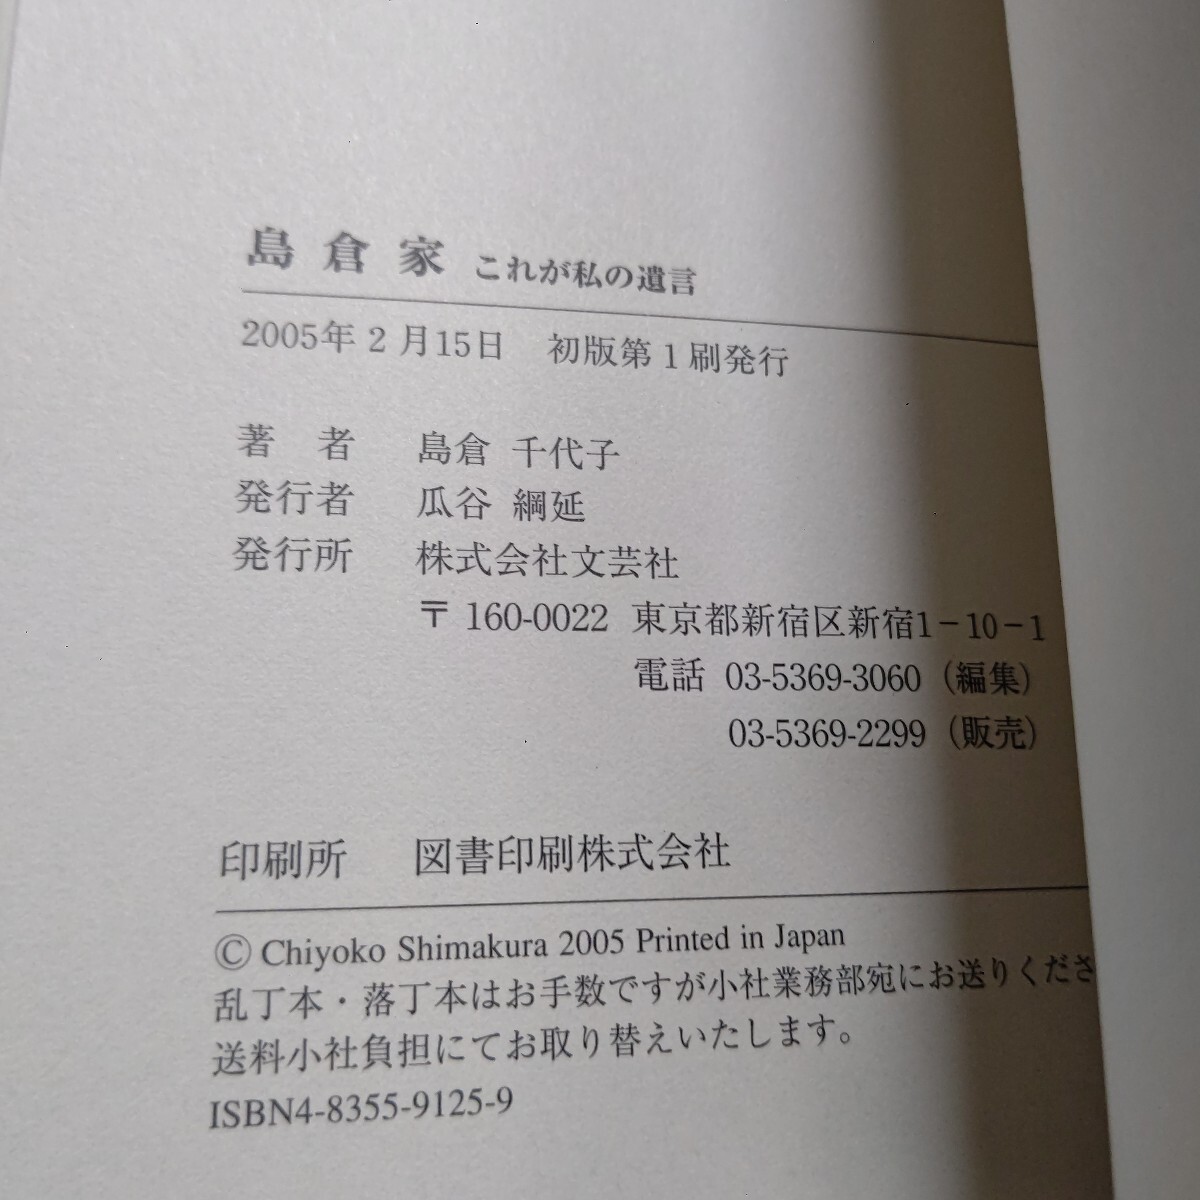 島倉家 これが私の遺言
2005年2月15日 初版第1刷発行
著 者 島倉 千代子
発行者 瓜谷 綱延
発行所 株式会社文芸社
〒160-0022 東京都新宿区新宿1-10-1
電話 03-5369-3060 (編集)
03-5369-2299 (販売)
印刷所 図書印刷株式会社
© Chiyoko Shimakura 2005 Printed in Japan
乱丁本・落丁本はお手数ですが小社業務部宛にお送りくださ
送料小社負担にてお取り替えいたします。
ISBN4-8355-9125-9